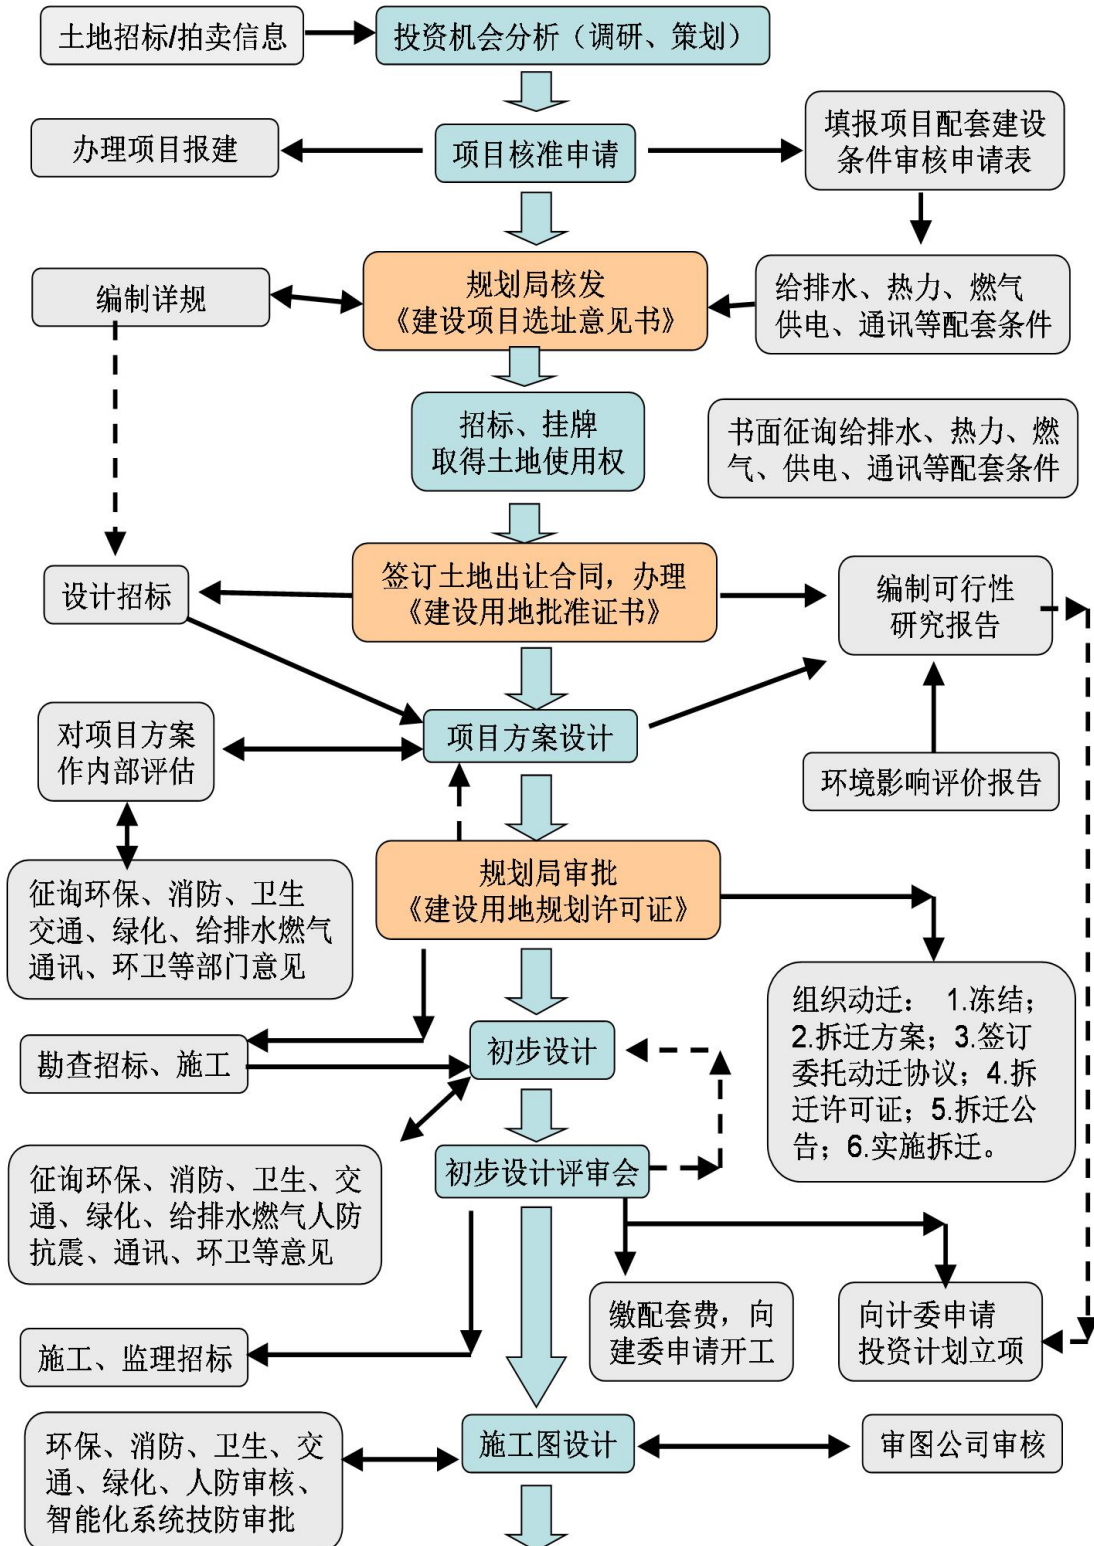 土地招标/拍卖信息
投资机会分析（调研、策划）
办理项目报建
项目核准申请
填报项目配套建设
条件审核申请表
编制详规
规划局核发
《建设项目选址意见书》
给排水、热力、燃气
供电、通讯等配套条件
招标、挂牌
取得土地使用权
书面征询给排水、热力、燃
气、供电、通讯等配套条件
设计招标
签订土地出让合同，办理
《建设用地批准证书》
编制可行性
研究报告
对项目方案
作内部评估
项目方案设计
环境影响评价报告
征询环保、消防、卫生
交通、绿化、给排水燃气
通讯、环卫等部门意见
规划局审批
《建设用地规划许可证》
组织动迁： 1.冻结；
2.拆迁方案；3.签订
委托动迁协议；4.拆
迁许可证；5.拆迁公
告；6.实施拆迁。
勘查招标、施工
初步设计
征询环保、消防、卫生、交
通、绿化、给排水燃气人防
抗震、通讯、环卫等意见
初步设计评审会
施工、监理招标
缴配套费，向
建委申请开工
向计委申请
投资计划立项
环保、消防、卫生、交
通、绿化、人防审核、
智能化系统技防审批
施工图设计
审图公司审核